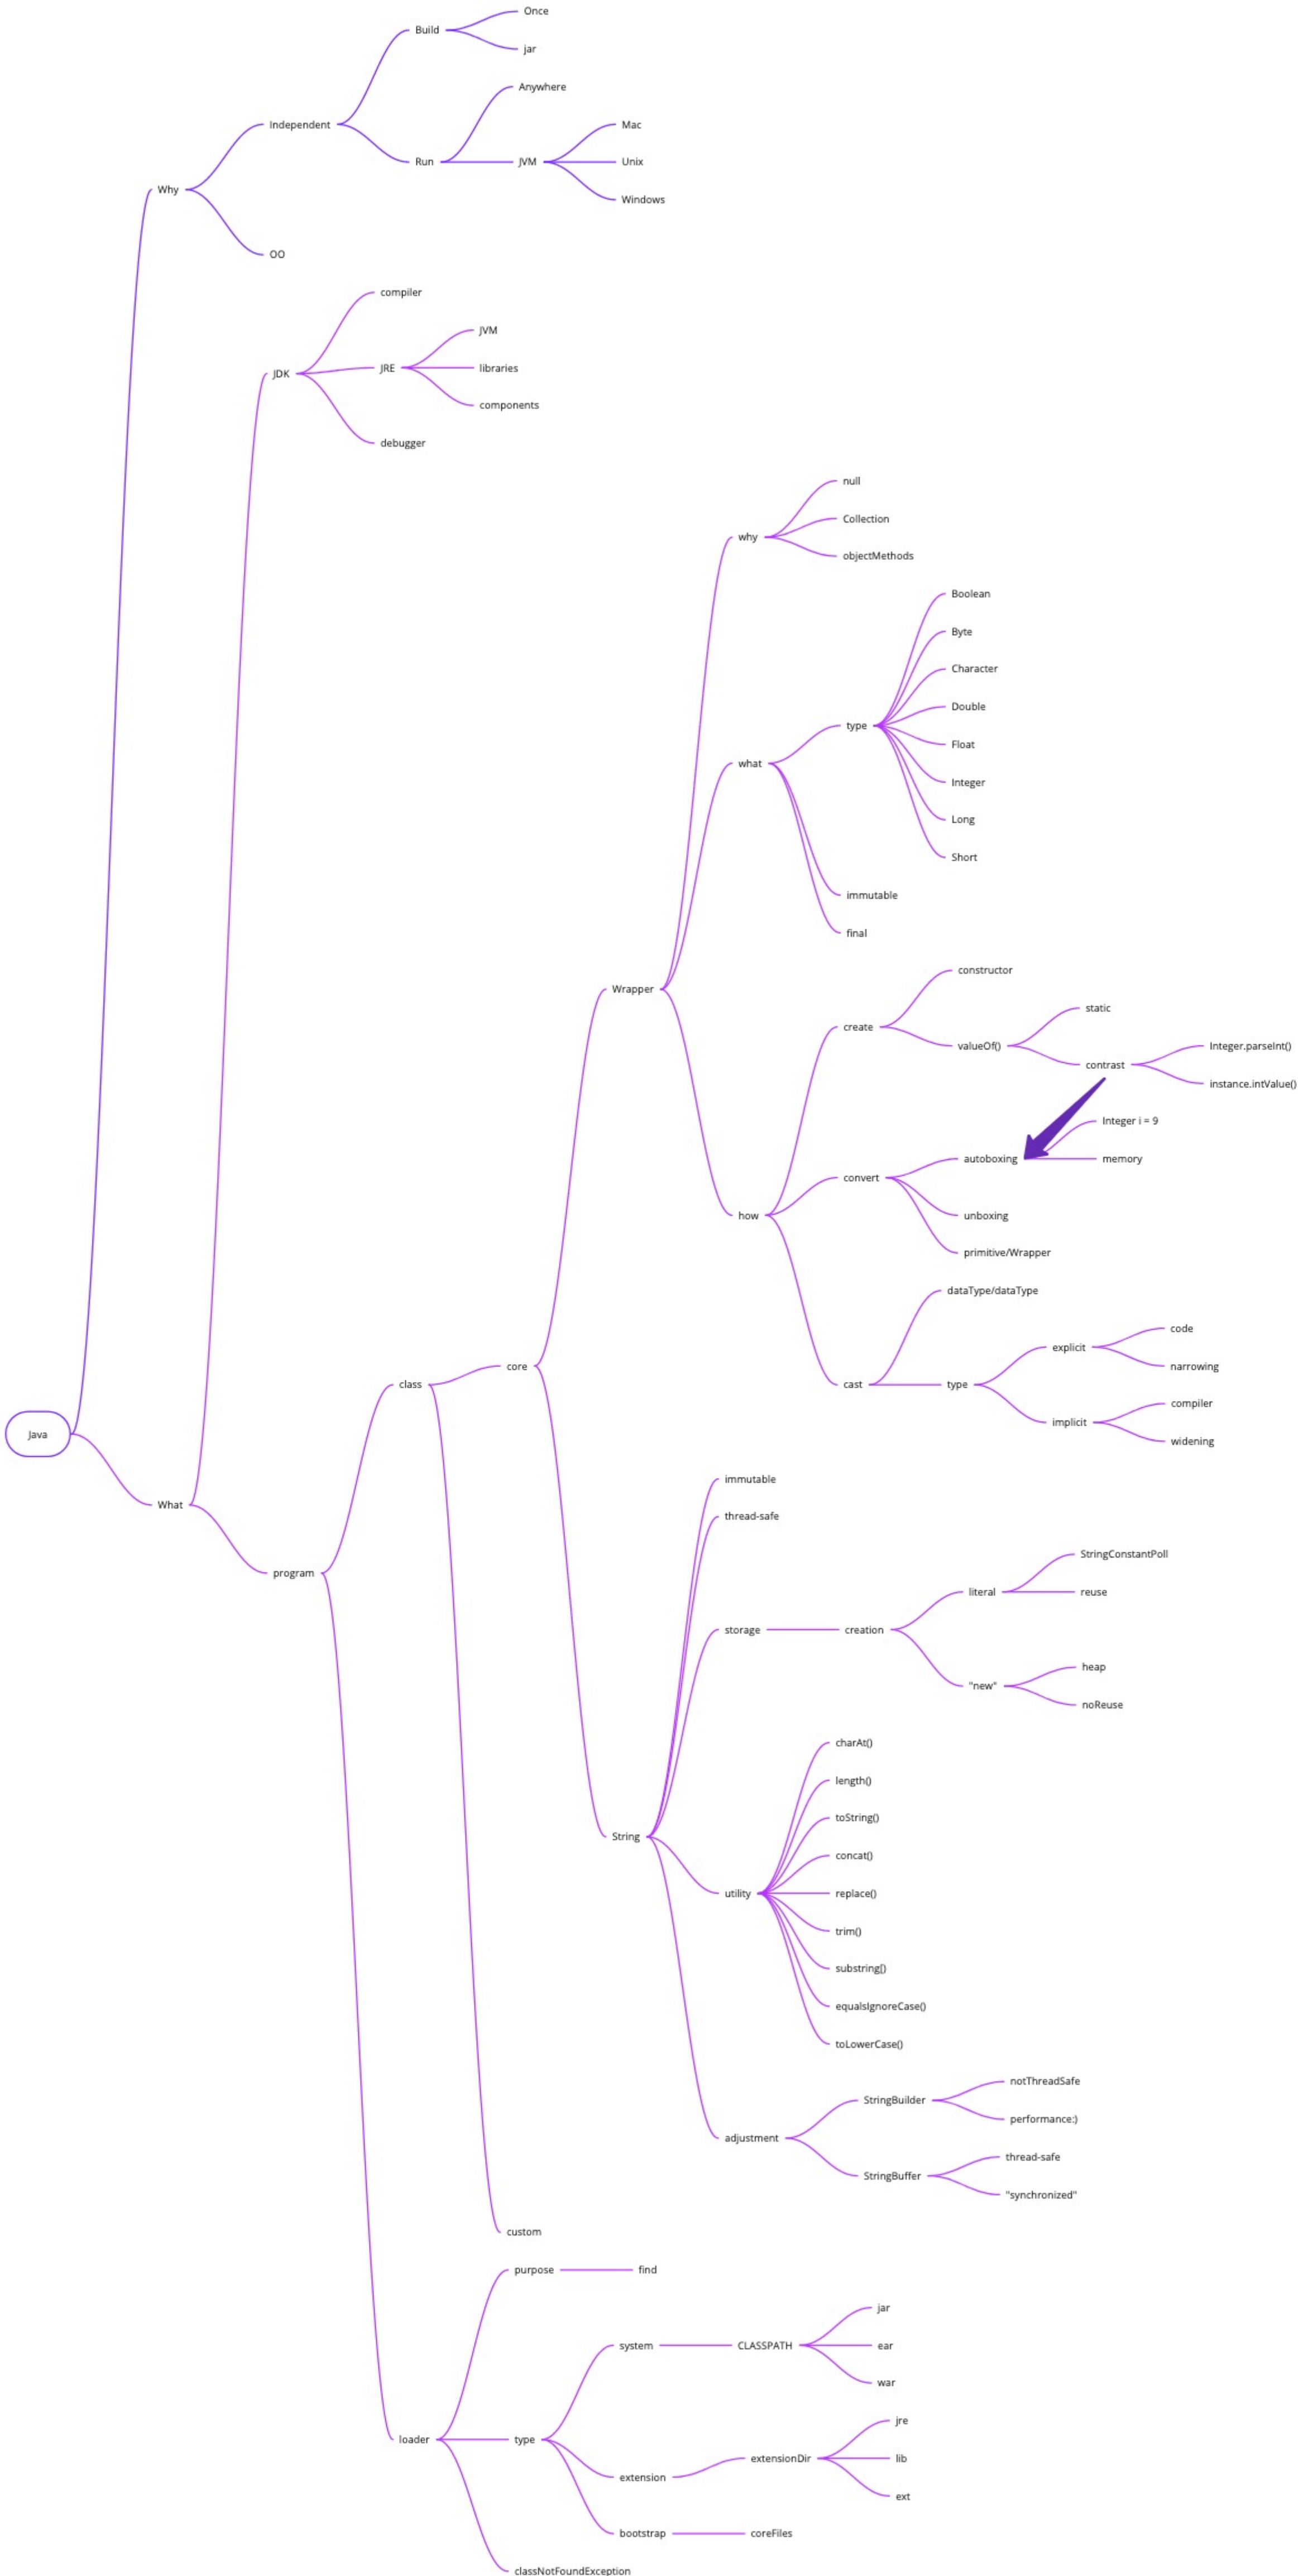 Once
Build
jar
Anywhere
Independent
Mac
Run
JVM
Unix
Why
Windows
OO
compiler
JVM
JDK
JRE
libraries
components
debugger
null
why
Collection
objectMethods
Boolean
Byte
Character
Double
type
Float
what
Integer
Long
Short
immutable
final
constructor
Wrapper
static
create
valueOf()
Integer.parseInt()
contrast
instance.intValue()
Integer i = 9
autoboxing
memory
convert
how
unboxing
primitive/Wrapper
dataType/dataType
code
explicit
core
narrowing
class
cast
type
compiler
implicit
Java
widening
immutable
What
thread-safe
StringConstantPoll
program
literal
reuse
storage
creation
heap
"new"
noReuse
charAt()
length()
toString()
String
concat()
utility
replace()
trim()
substring()
equalsIgnoreCase()
toLowerCase()
notThreadSafe
StringBuilder
performance:)
adjustment
thread-safe
StringBuffer
"synchronized"
custom
purpose
find
jar
system
CLASSPATH
ear
war
jre
loader
type
extensionDir
lib
extension
ext
bootstrap
coreFiles
classNotFoundException